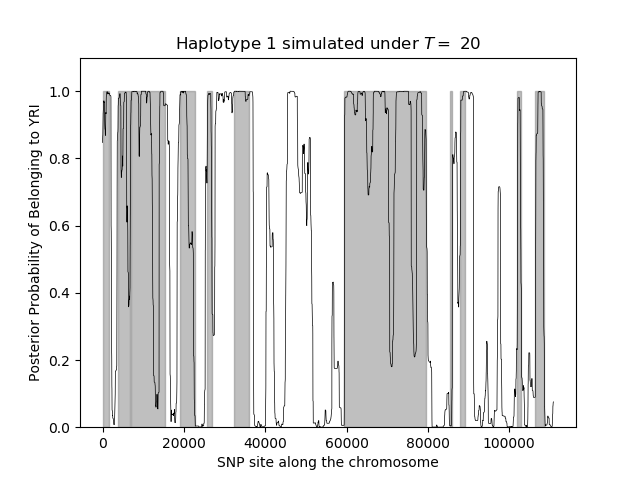 Haplotype 1 simulated under T = 20
Posterior Probability of Belonging to YRI
1.0
0.8
0.6
0.4
0.2
0.0
0 20000 40000 60000 80000 100000
SNP site along the chromosome